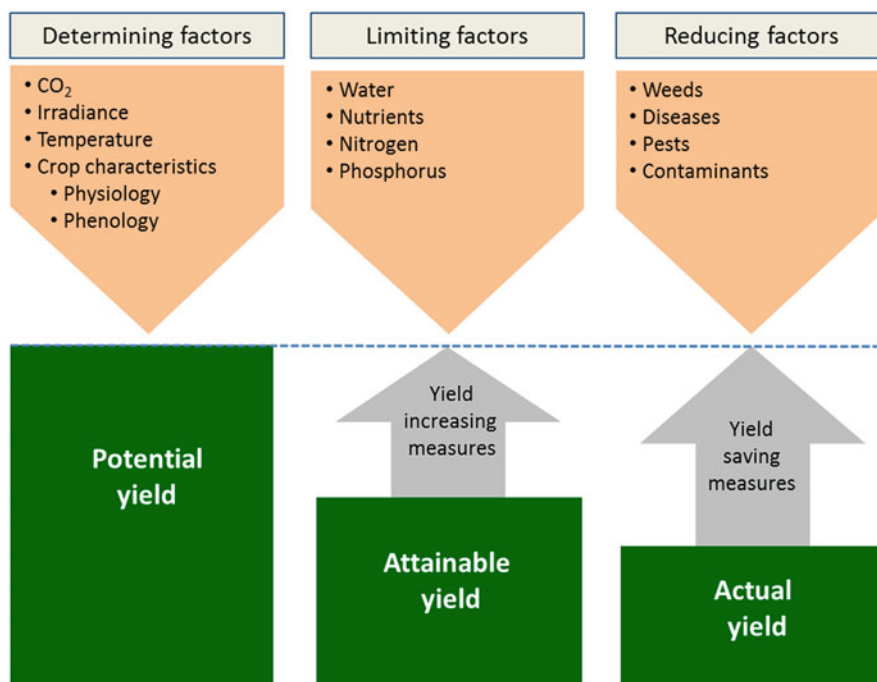 Determining factors
• CO₂
• Irradiance
• Temperature
• Crop characteristics
• Physiology
• Phenology
Limiting factors
• Water
• Nutrients
• Nitrogen
• Phosphorus
Reducing factors
• Weeds
• Diseases
• Pests
• Contaminants
Potential
yield
Yield
increasing
measures
Attainable
yield
Yield
saving
measures
Actual
yield